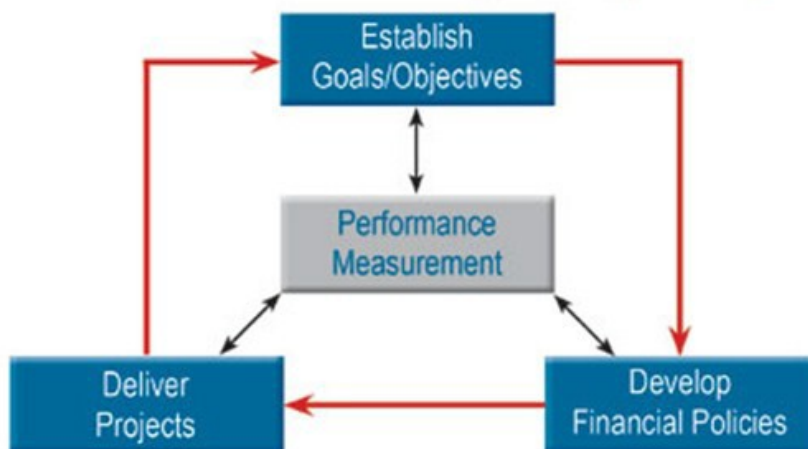 Establish
Goals/Objectives
Performance
Measurement
Deliver
Projects
Develop
Financial Policies